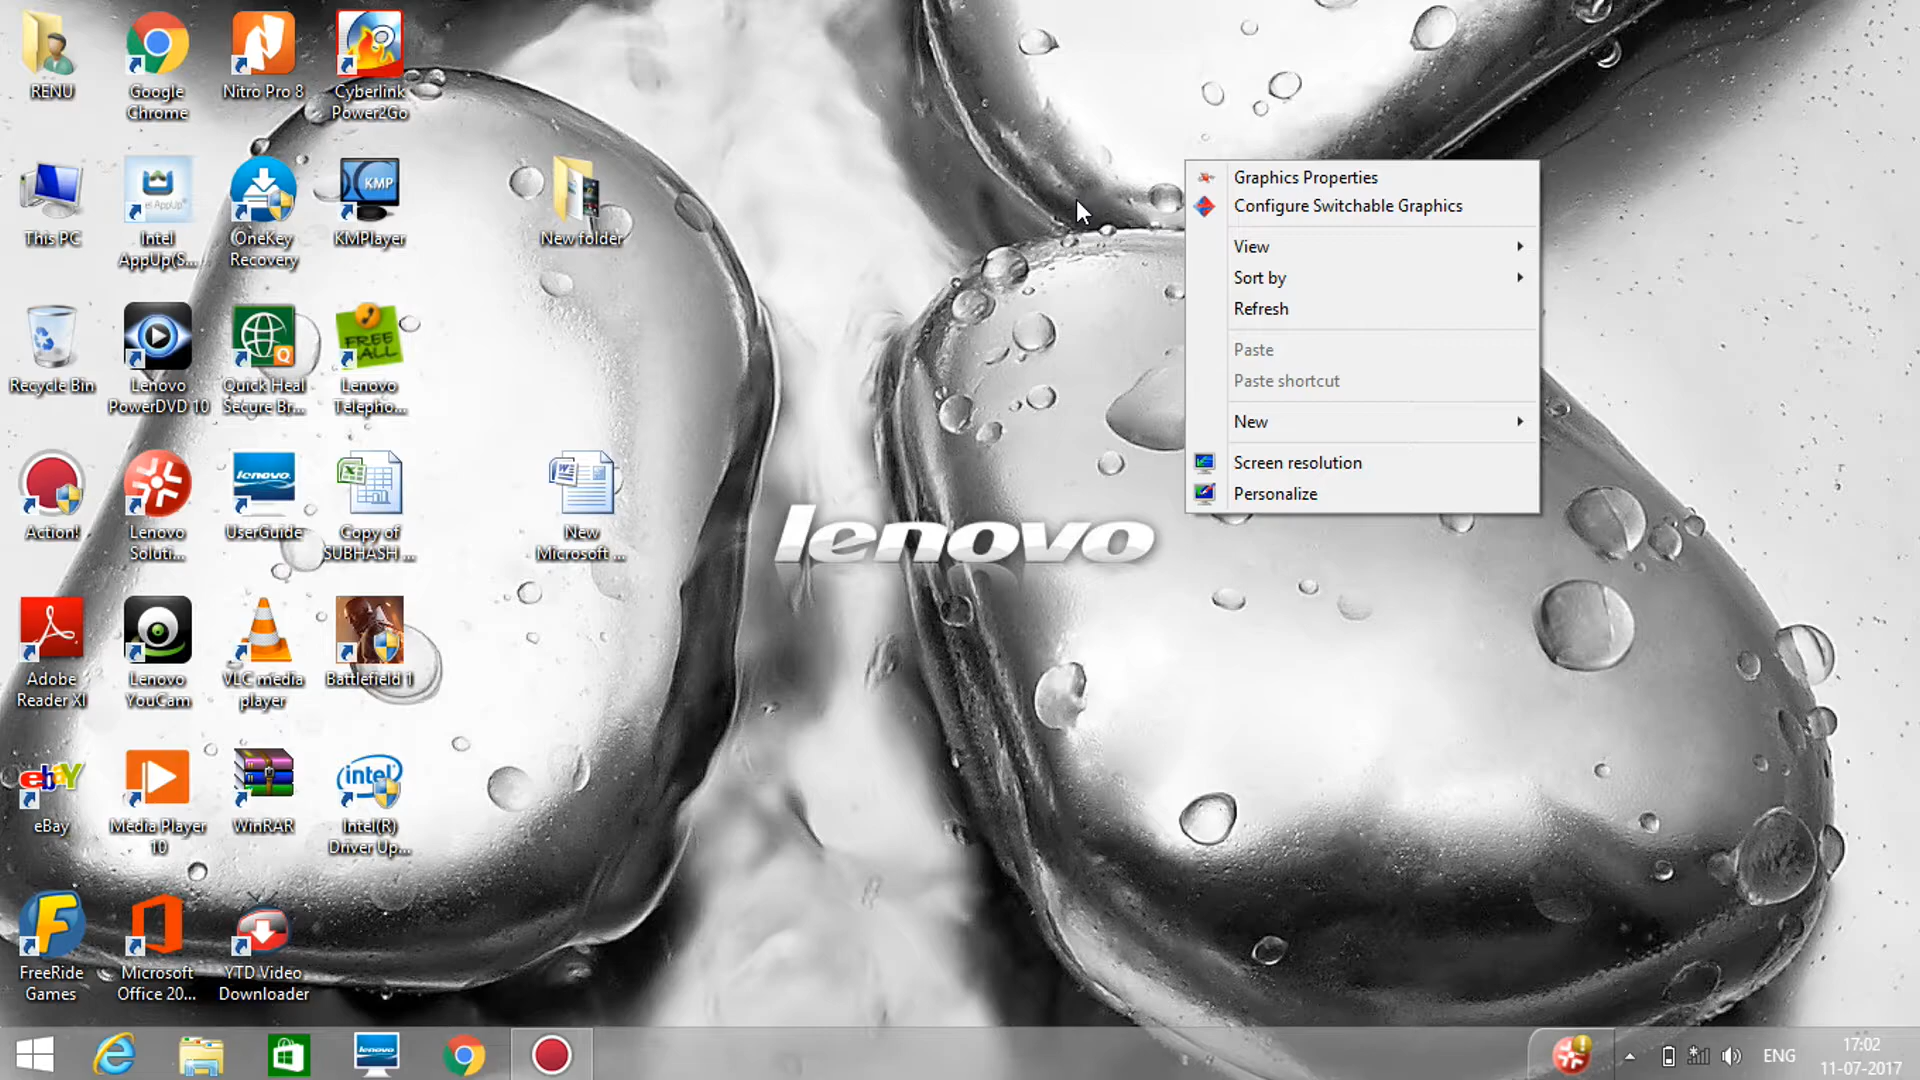 RENU
Google
Chrome
Nitro Pro 8
Cyberlink
Power2Go
This PC
Intel
AppUp(S...
OneKey
Recovery
KMP
KMPlayer
New folder
Recycle Bin
Lenovo
PowerDVD 10
Quick Heal
Secure Br...
FREE
Lenovo
Telepho...
Action!
Lenovo
Soluti...
lenovo
UserGuide
Copy of
SUBHASH ...
New
Microsoft ...
Adobe
Reader XI
Lenovo
YouCam
VLC media
player
Battlefield 1
ebay
eBay
Media Player
10
WinRAR
intel
Intel(R)
Driver Up...
FreeRide
Games
Microsoft
Office 20...
YTD Video
Downloader
lenovo
Graphics Properties
Configure Switchable Graphics
View
Sort by
Refresh
Paste
Paste shortcut
New
Screen resolution
Personalize
lenovo
ENG
17:02
11-07-2017